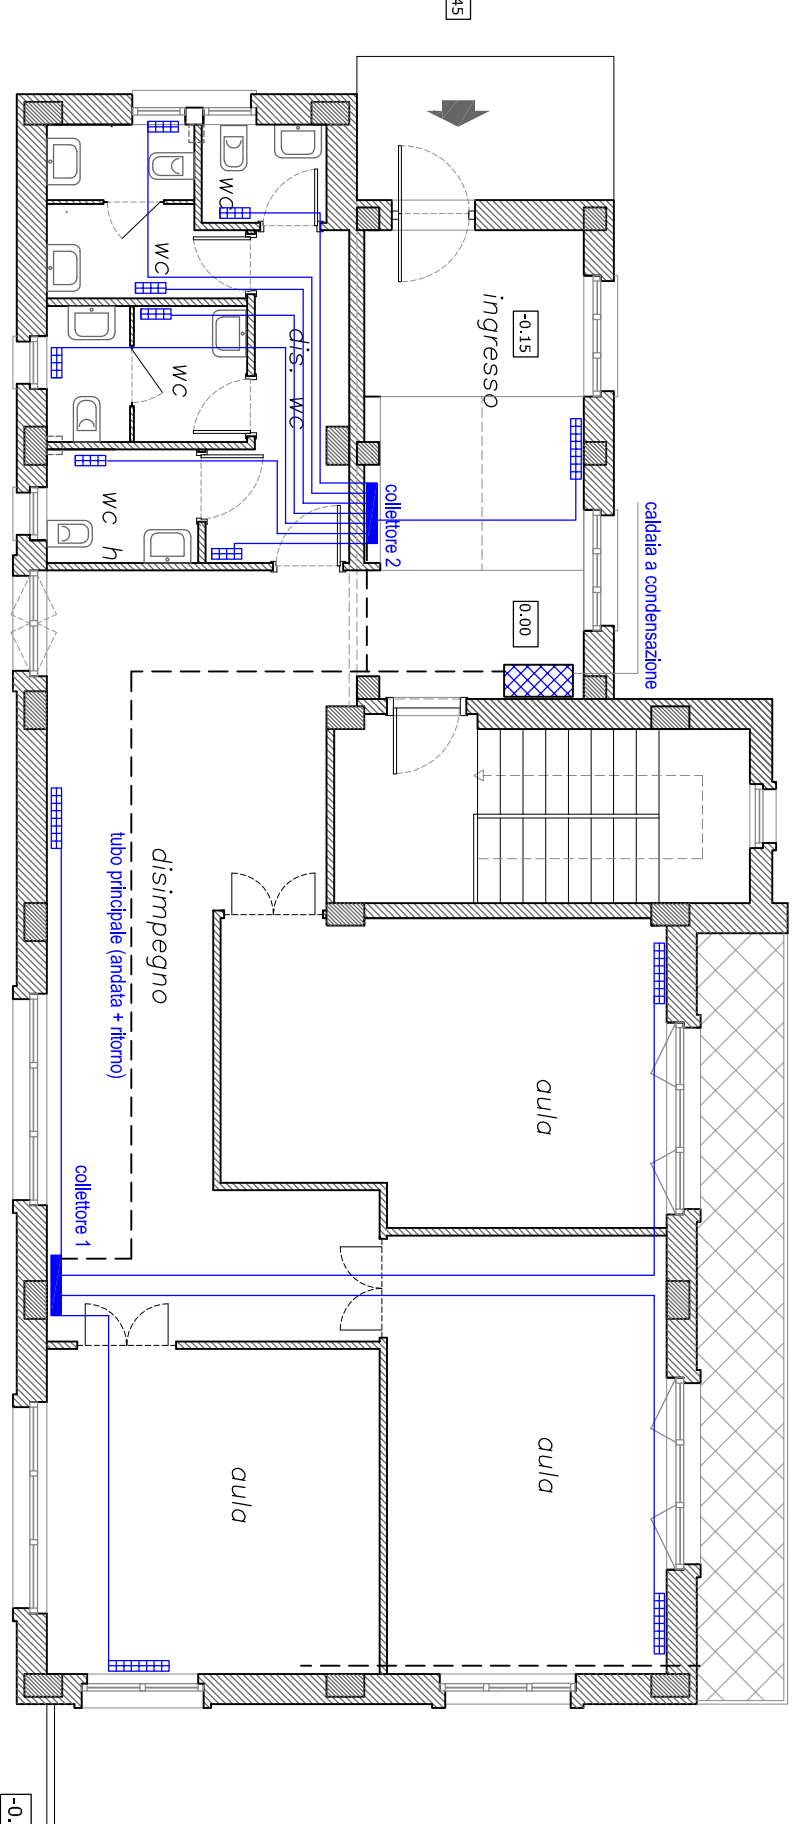 45
ingresso
-0.15
wc
wc
dis. wc
wc
wc h
collettore 2
caldaia a condensazione
0.00
disimpegno
tubo principale (andata + ritorno)
collettore 1
aula
aula
aula
-0.